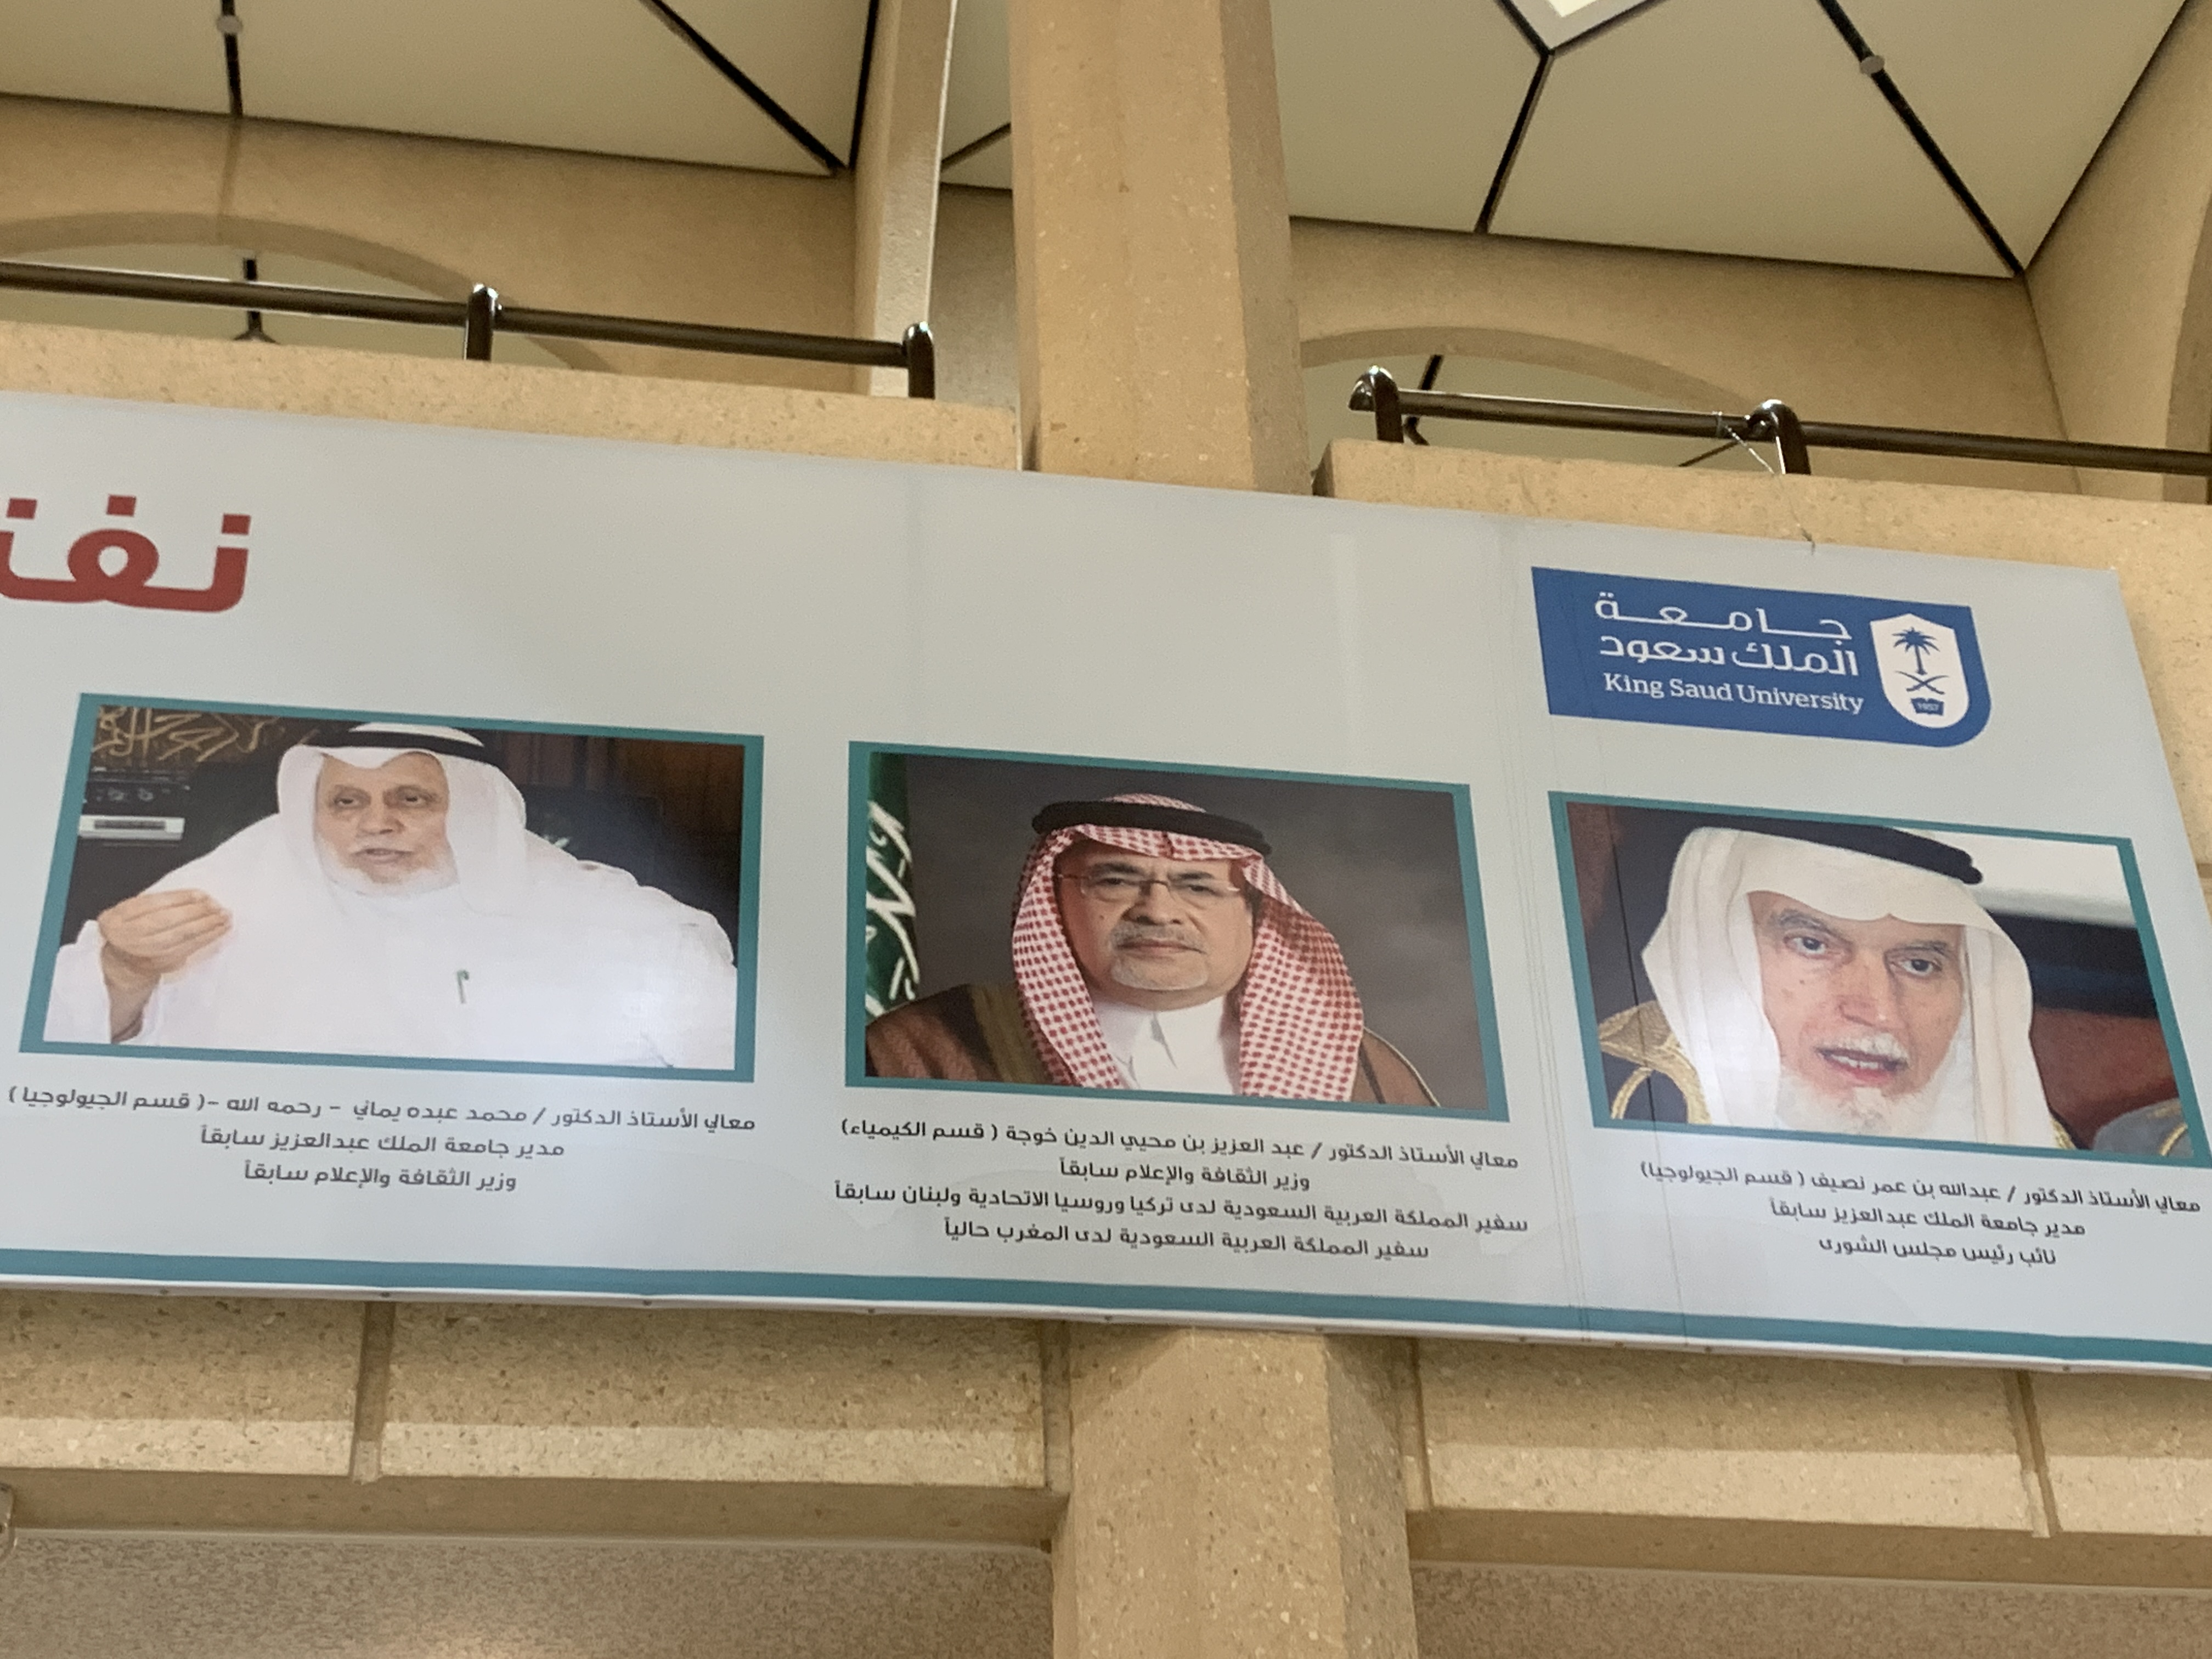 نفت
جامعة
الملك سعود
King Saud University
1957
معالي الأستاذ الدكتور / عبدالله بن عمر نصيف ( قسم الجيولوجيا)
مدير جامعة الملك عبدالعزيز سابقاً
نائب رئيس مجلس الشورى
معالي الأستاذ الدكتور / عبد العزيز بن محيي الدين خوجة ( قسم الكيمياء)
وزير الثقافة والإعلام سابقاً
سفير المملكة العربية السعودية لدى تركيا وروسيا الاتحادية ولبنان سابقاً
سفير المملكة العربية السعودية لدى المغرب حالياً
معالي الأستاذ الدكتور / محمد عبده يماني - رحمه الله -( قسم الجيولوجيا )
مدير جامعة الملك عبدالعزيز سابقاً
وزير الثقافة والإعلام سابقاً